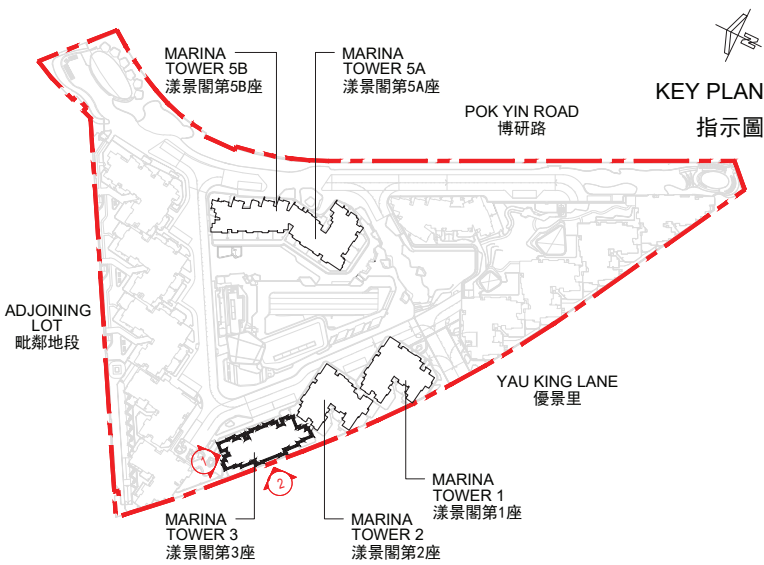 MARINA
TOWER 5B
漾景閣第5B座
MARINA
TOWER 5A
漾景閣第5A座
N
KEY PLAN
指示圖
POK YIN ROAD
博研路
ADJOINING
LOT
毗鄰地段
YAU KING LANE
優景里
1
2
MARINA
TOWER 1
漾景閣第1座
MARINA
TOWER 3
漾景閣第3座
MARINA
TOWER 2
漾景閣第2座